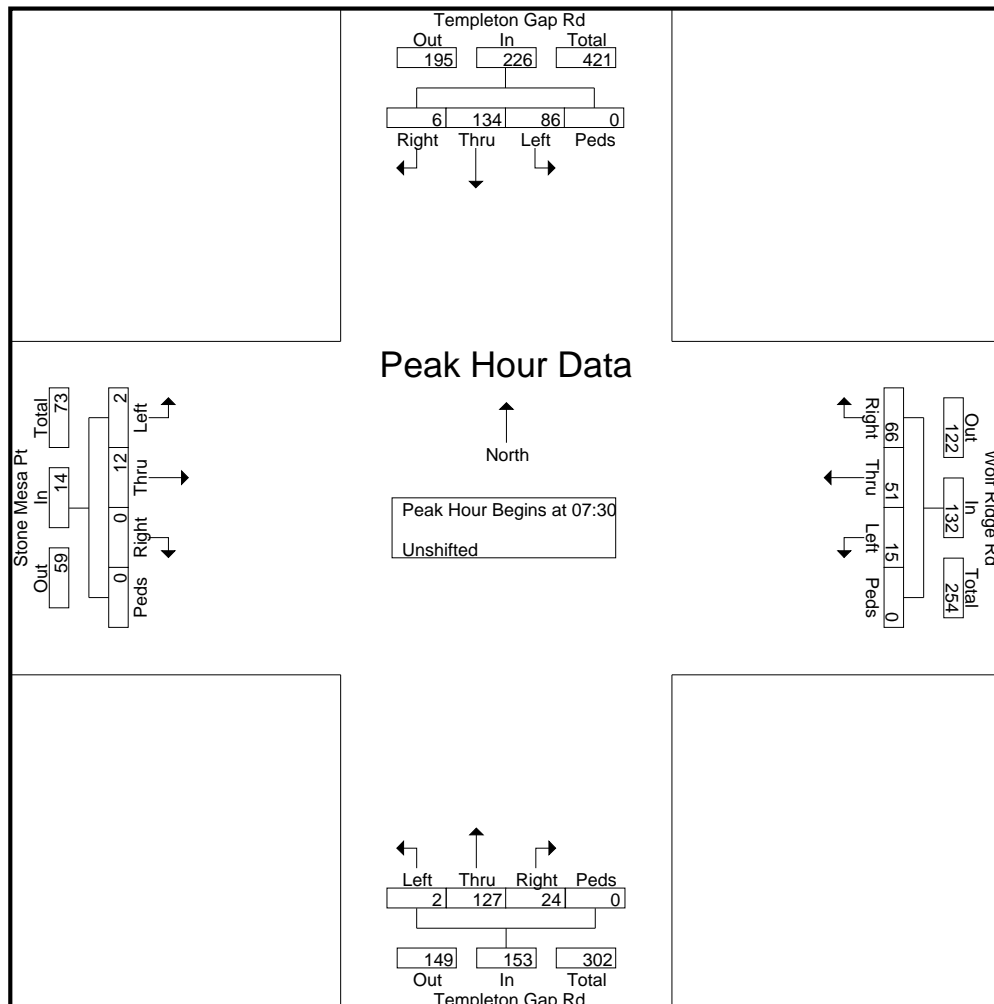 Templeton Gap Rd
Out In Total
195 226 421
6 134 86 0
Right Thru Left Peds
Peak Hour Data
North
Peak Hour Begins at 07:30
Unshifted
Stone Mesa Pt
Total In Out
73 14 59
2 12 0 0
Left Thru Right Peds
Wolf Ridge Rd
Out In Total
122 132 254
66 51 15 0
Right Thru Left Peds
Left Thru Right Peds
2 127 24 0
149 153 302
Out In Total
Templeton Gap Rd